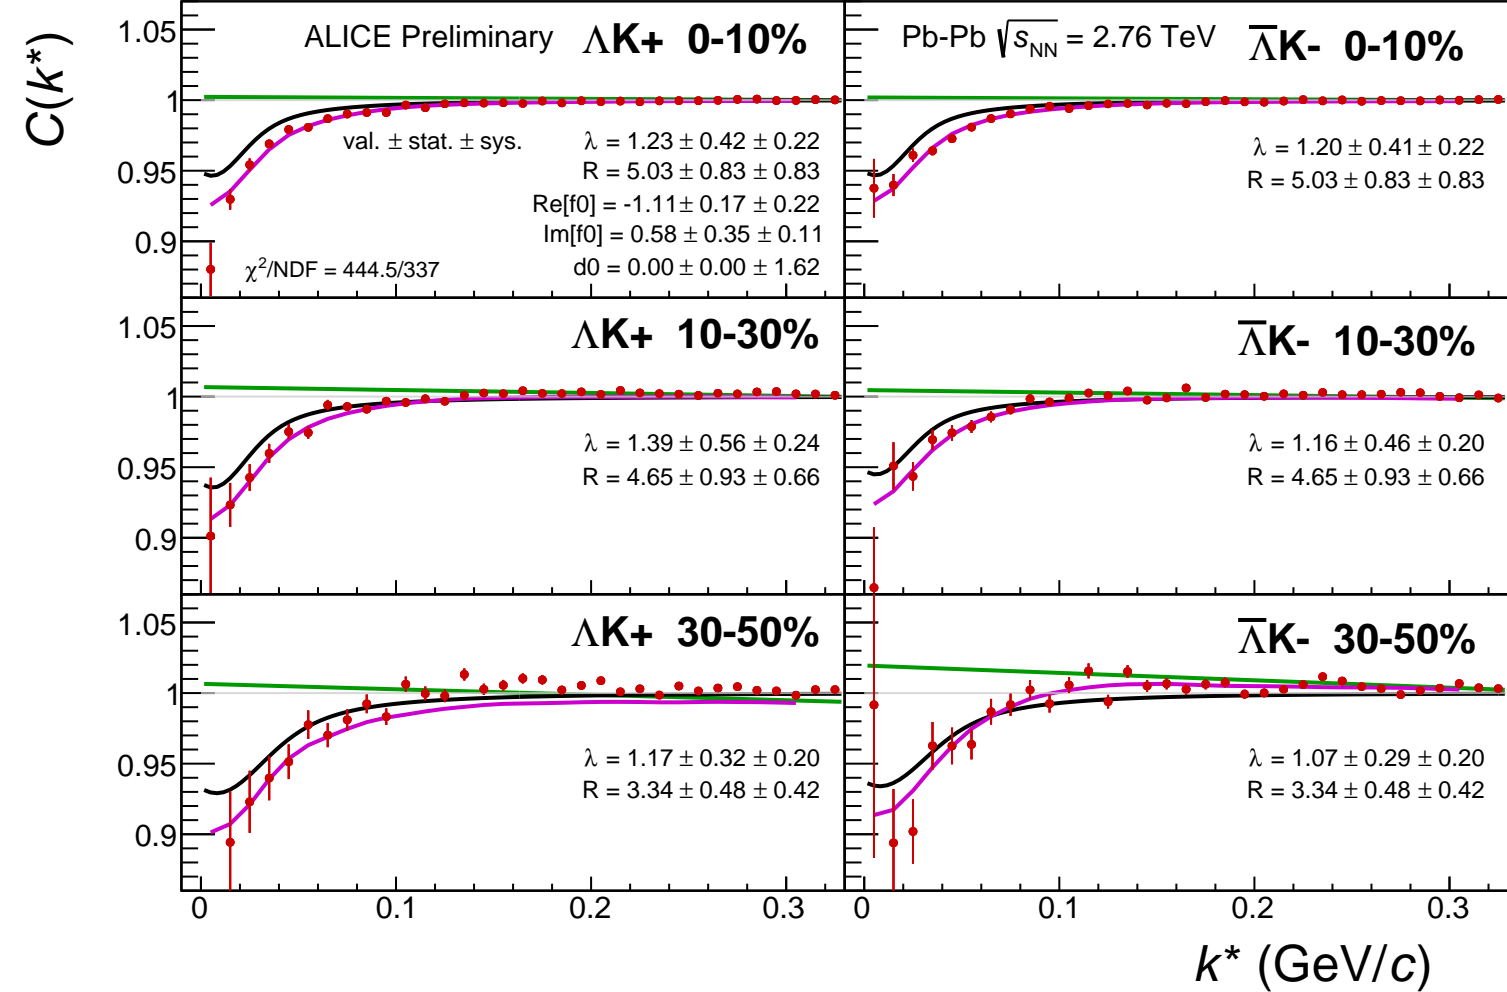 C(k*)
ALICE Preliminary ΛK+ 0-10%
val. ± stat. ± sys.
λ = 1.23 ± 0.42 ± 0.22
R = 5.03 ± 0.83 ± 0.83
Re[f0] = -1.11± 0.17 ± 0.22
Im[f0] = 0.58 ± 0.35 ± 0.11
d0 = 0.00 ± 0.00 ± 1.62
χ²/NDF = 444.5/337
1.05
1
0.95
0.9
Pb-Pb √sNN = 2.76 TeV Λ̅K- 0-10%
λ = 1.20 ± 0.41 ± 0.22
R = 5.03 ± 0.83 ± 0.83
ΛK+ 10-30%
λ = 1.39 ± 0.56 ± 0.24
R = 4.65 ± 0.93 ± 0.66
1.05
1
0.95
0.9
Λ̅K- 10-30%
λ = 1.16 ± 0.46 ± 0.20
R = 4.65 ± 0.93 ± 0.66
ΛK+ 30-50%
λ = 1.17 ± 0.32 ± 0.20
R = 3.34 ± 0.48 ± 0.42
1.05
1
0.95
0.9
Λ̅K- 30-50%
λ = 1.07 ± 0.29 ± 0.20
R = 3.34 ± 0.48 ± 0.42
0 0.1 0.2 0.3
0 0.1 0.2 0.3
k* (GeV/c)